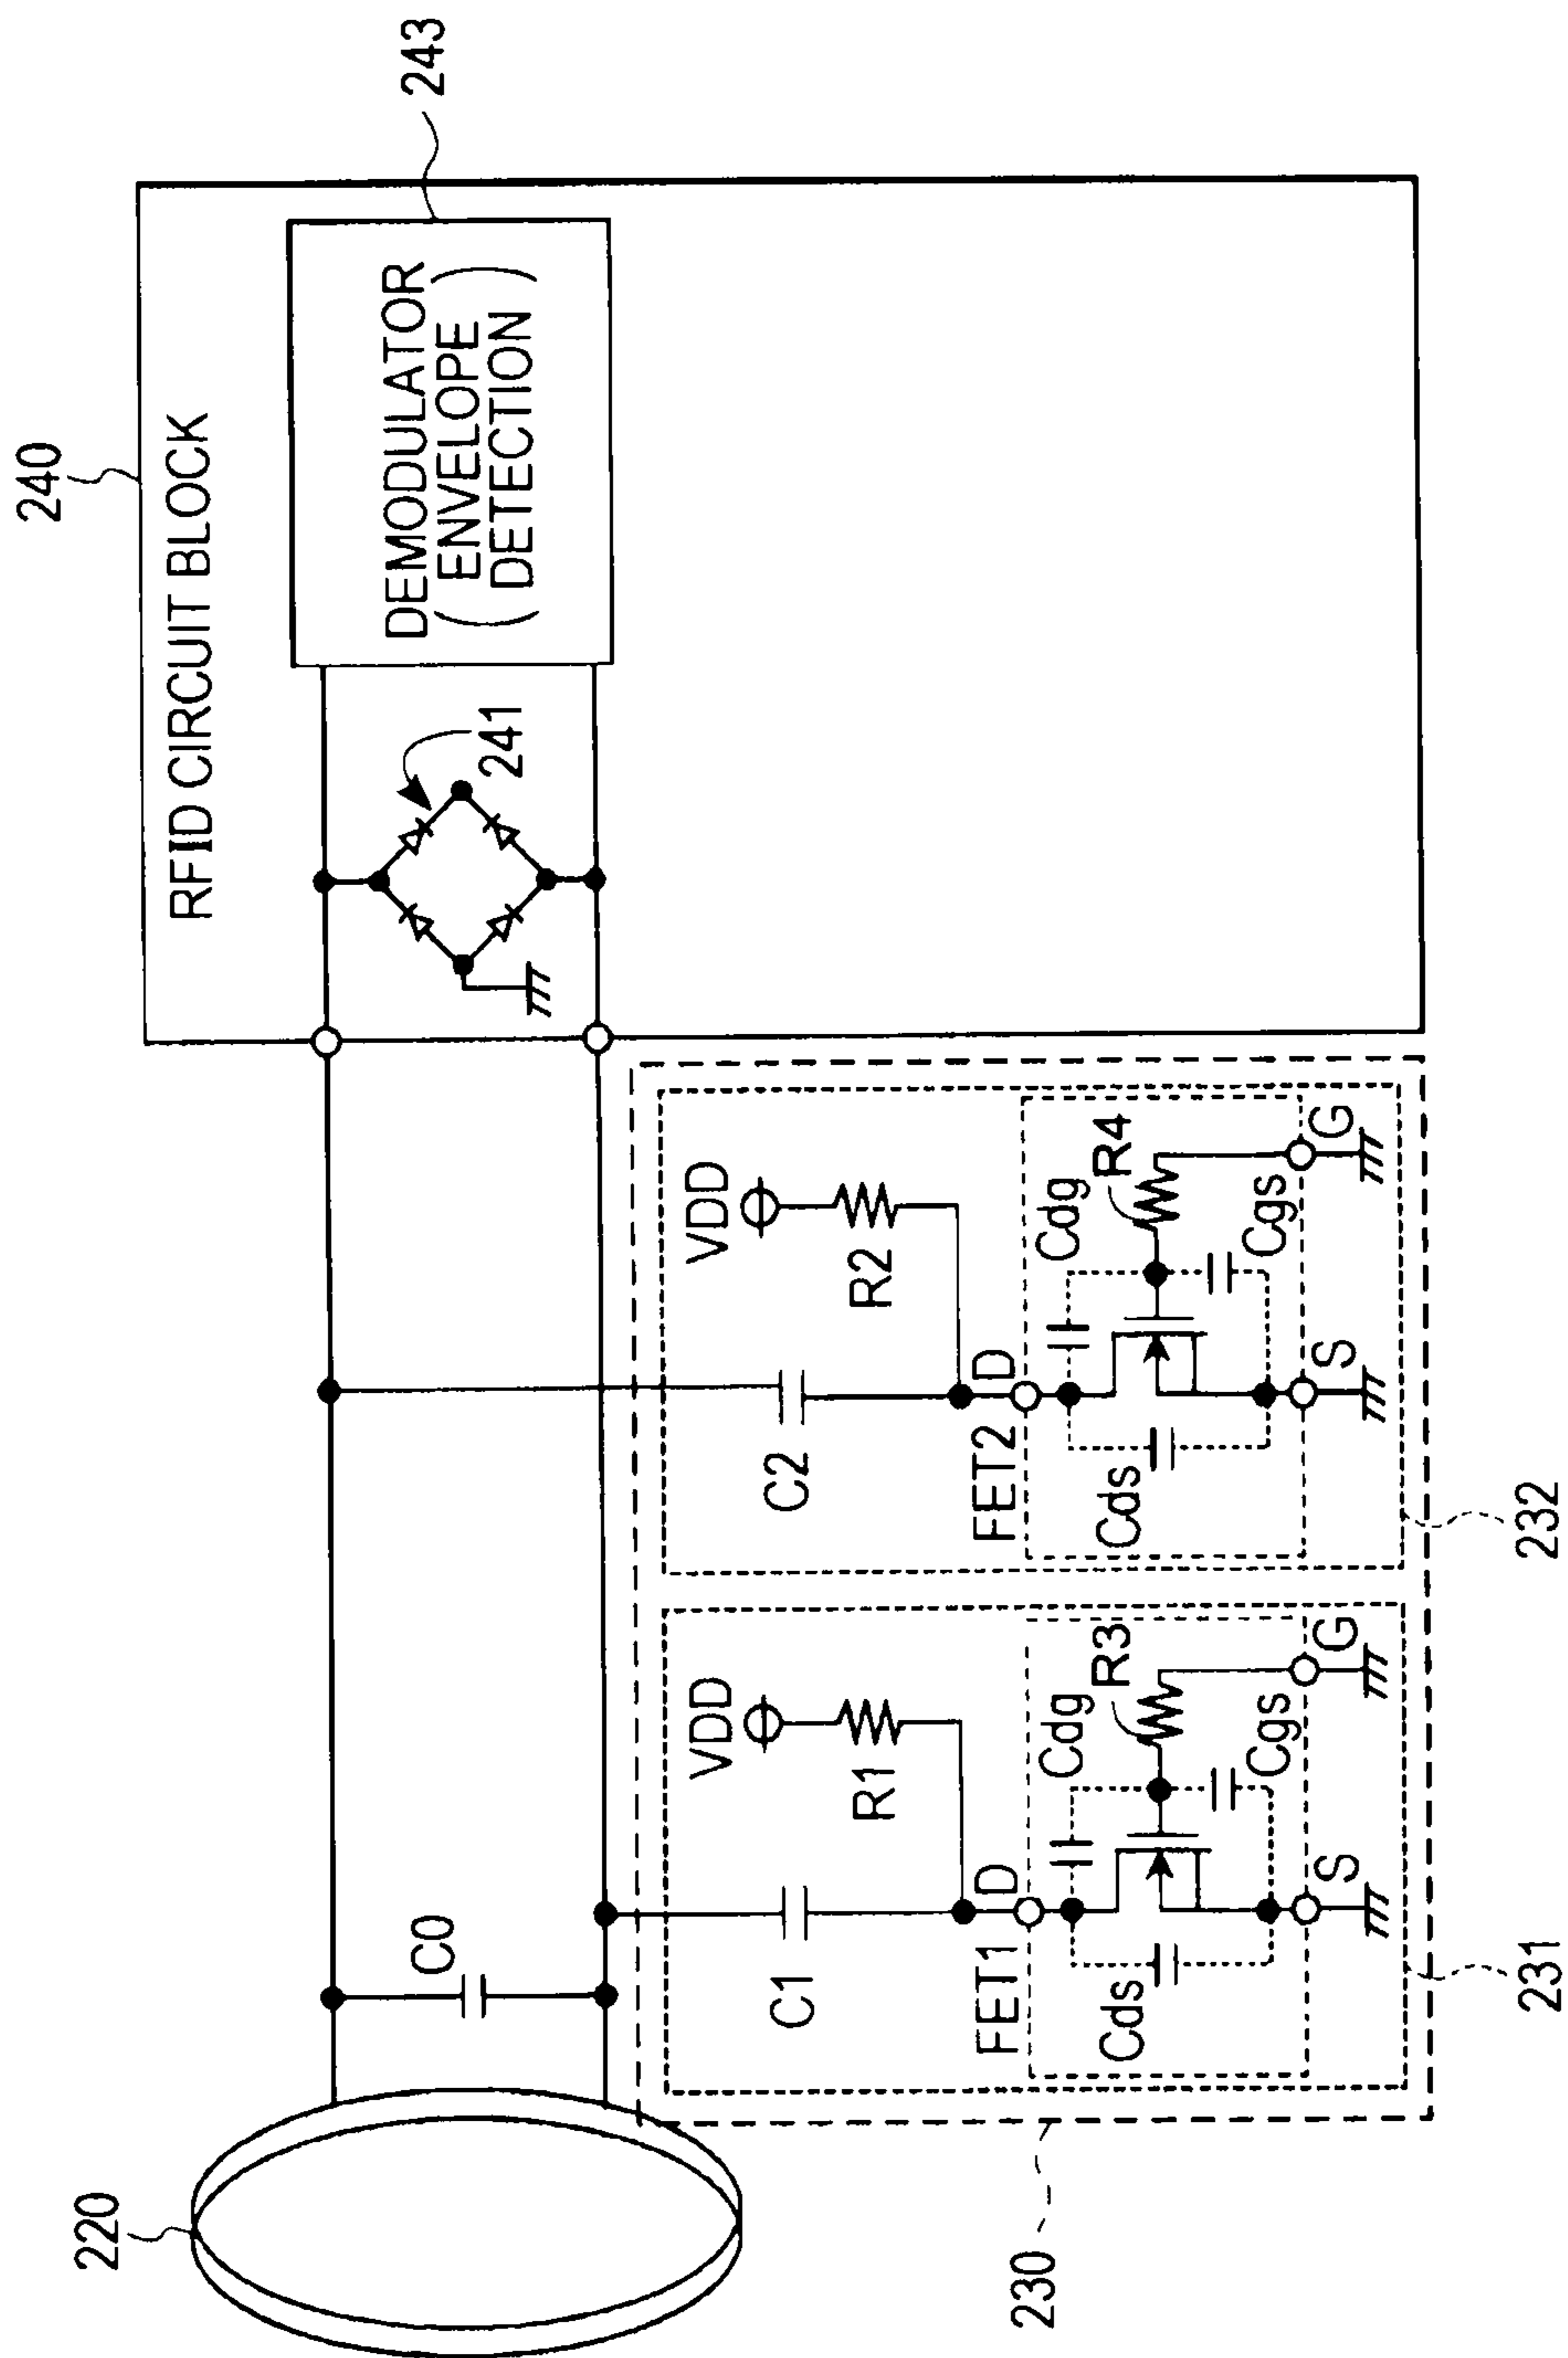 240
RFID CIRCUIT BLOCK
243
DEMODULATOR
( ENVELOPE
DETECTION )
241
220
C0
C1
VDD
R1
FET1
D
Cdg
R3
Cds
Cgs
S
G
231
C2
VDD
R2
FET2
D
Cdg
R4
Cds
Cgs
S
G
232
230